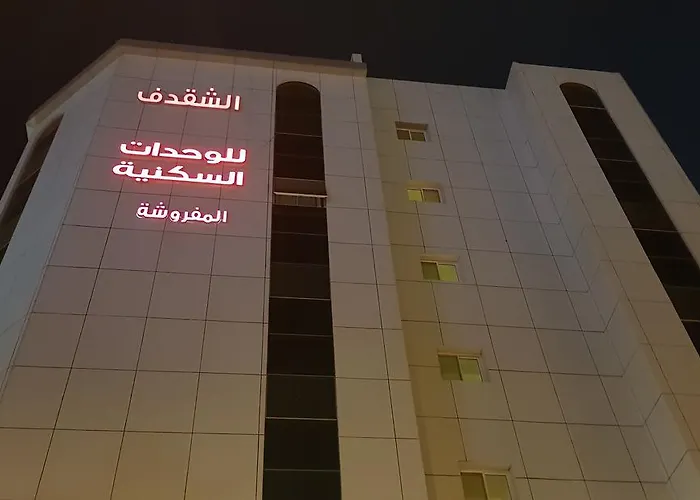 الشقدف
للوحدات
السكنية
المفروشة